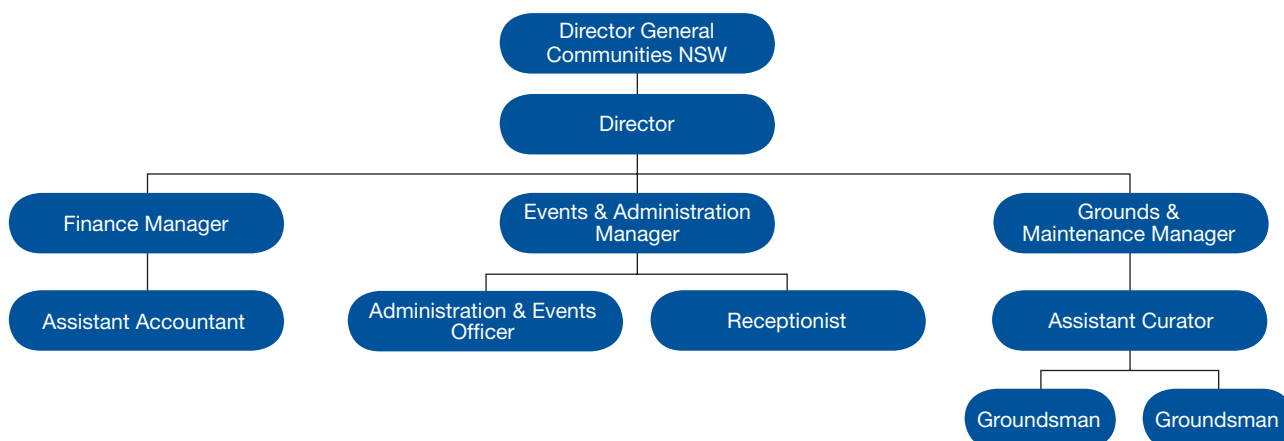 Director General
Communities NSW
Director
Finance Manager
Events & Administration
Manager
Grounds &
Maintenance Manager
Assistant Accountant
Administration & Events
Officer
Receptionist
Assistant Curator
Groundsman
Groundsman